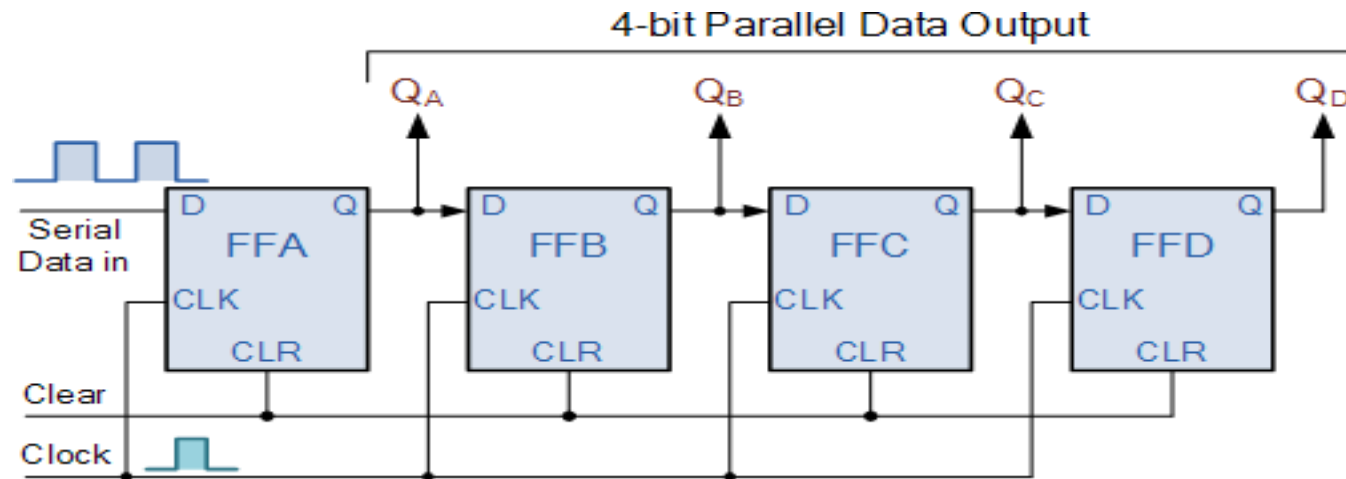 4-bit Parallel Data Output
QA QB QC QD
D Q D Q D Q D Q
Serial
Data in
FFA FFB FFC FFD
CLK CLK CLK CLK
CLR CLR CLR CLR
Clear
Clock